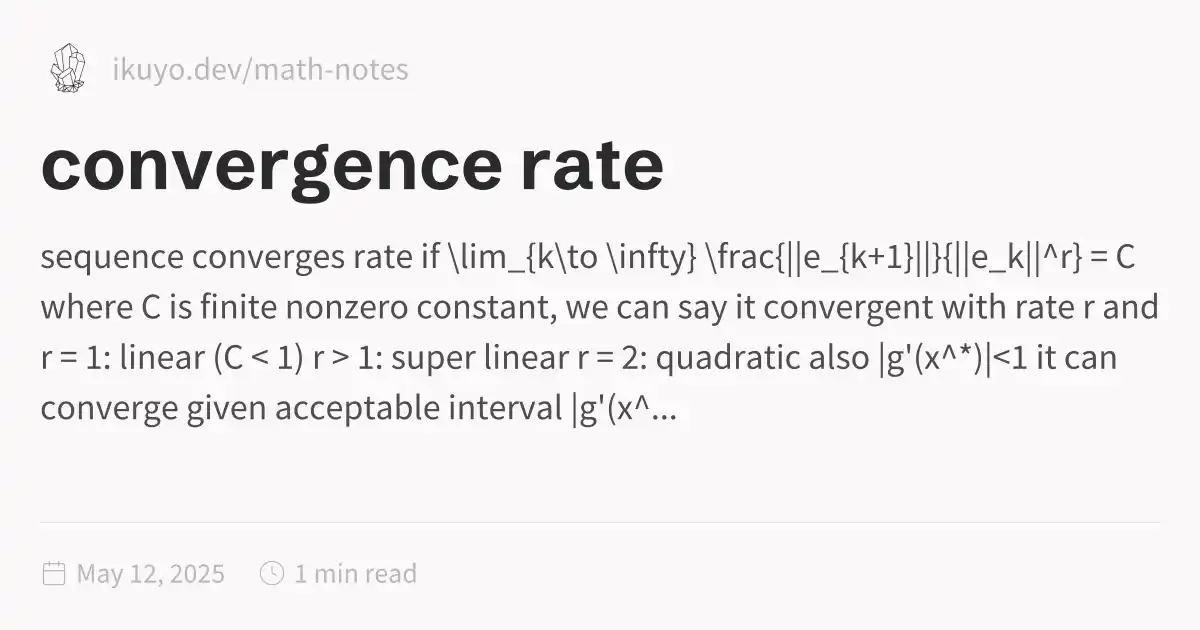 ikuyo.dev/math-notes
convergence rate
sequence converges rate if \lim_{k\to \infty} \frac{||e_{k+1}||}{||e_k||^r} = C
where C is finite nonzero constant, we can say it convergent with rate r and
r = 1: linear (C < 1) r > 1: super linear r = 2: quadratic also |g'(x^*)|<1 it can
converge given acceptable interval |g'(x^...
May 12, 2025 1 min read